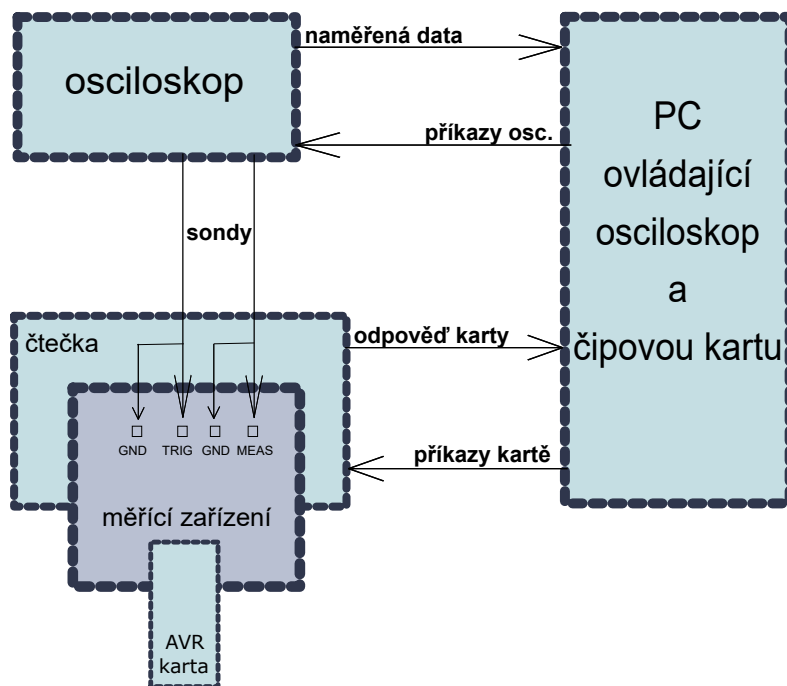 osciloskop
naměřená data
příkazy osc.
PC
ovládající
osciloskop
a
čipovou kartu
sondy
čtečka
odpověď karty
příkazy kartě
GND TRIG GND MEAS
měřící zařízení
AVR
karta